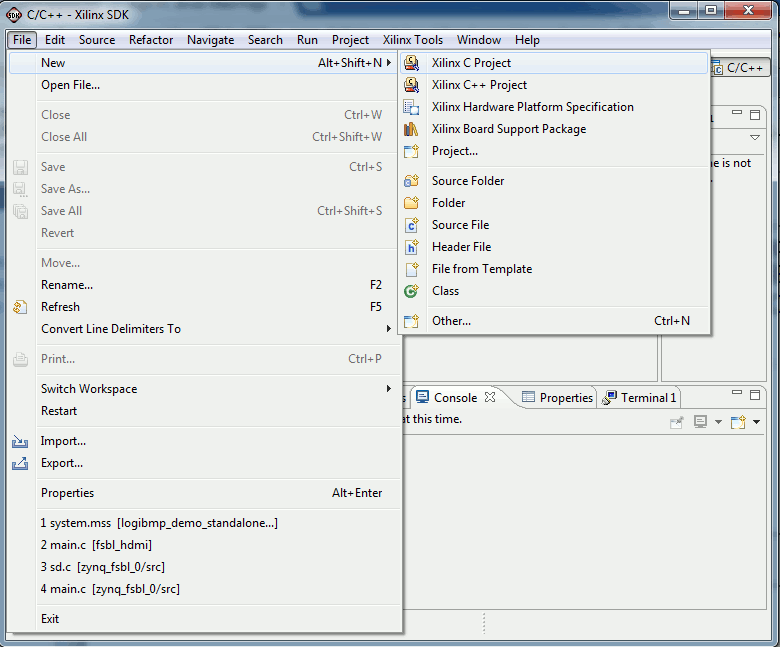 C/C++ - Xilinx SDK
File Edit Source Refactor Navigate Search Run Project Xilinx Tools Window Help
New Alt+Shift+N
Open File...
Close Ctrl+W
Close All Ctrl+Shift+W
Save Ctrl+S
Save As...
Save All Ctrl+Shift+S
Revert
Move...
Rename... F2
Refresh F5
Convert Line Delimiters To
Print... Ctrl+P
Switch Workspace
Restart
Import...
Export...
Properties Alt+Enter
1 system.mss [logibmp_demo_standalone...]
2 main.c [fsbl_hdmi]
3 sd.c [zynq_fsbl_0/src]
4 main.c [zynq_fsbl_0/src]
Exit
Xilinx C Project
Xilinx C++ Project
Xilinx Hardware Platform Specification
Xilinx Board Support Package
Project...
Source Folder
Folder
Source File
Header File
File from Template
Class
Other... Ctrl+N
C/C++
is not
Console Properties Terminal 1
at this time.